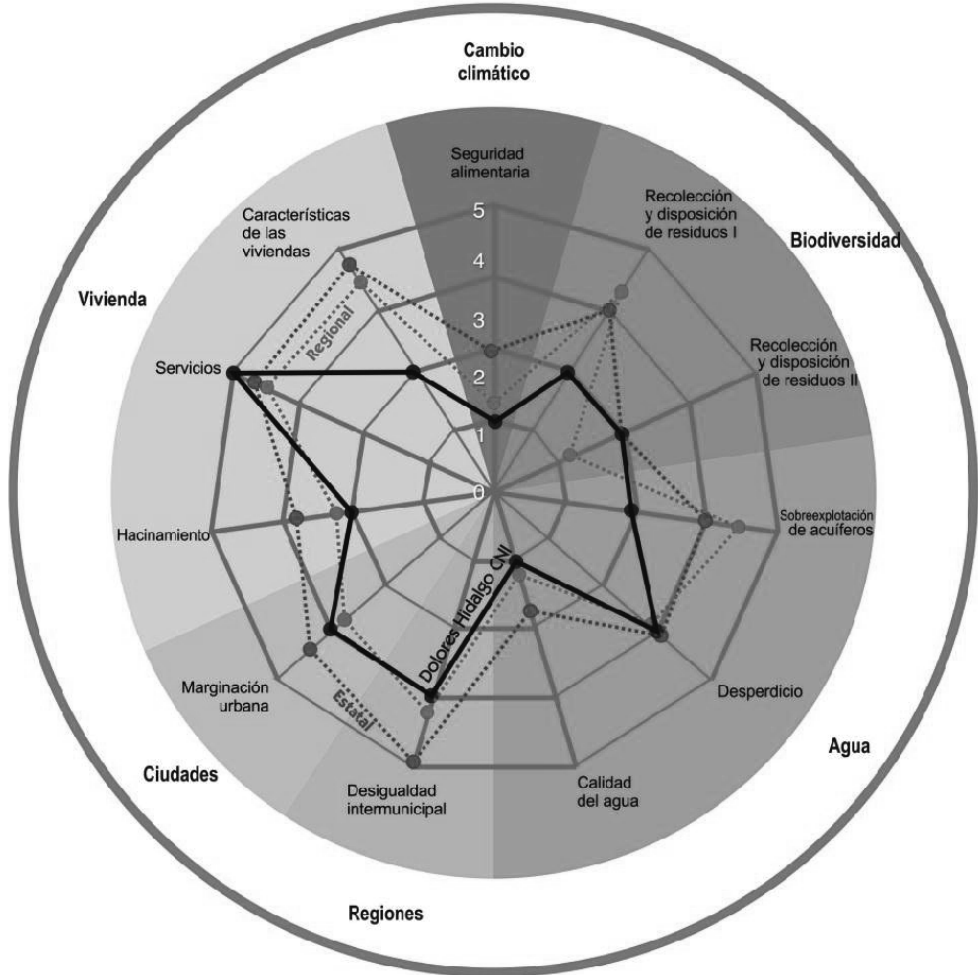 Cambio
climático
Seguridad
alimentaria
Recolección
y disposición
de residuos I
Biodiversidad
Características
de las
viviendas
5
4
3
2
1
0
Vivienda
Regional
Servicios
Recolección
y disposición
de residuos II
Hacinamiento
Sobreexplotación
de acuíferos
Dolores Hidalgo CNI
Marginación
urbana
Estatal
Desperdicio
Ciudades
Desigualdad
intermunicipal
Calidad
del agua
Agua
Regiones